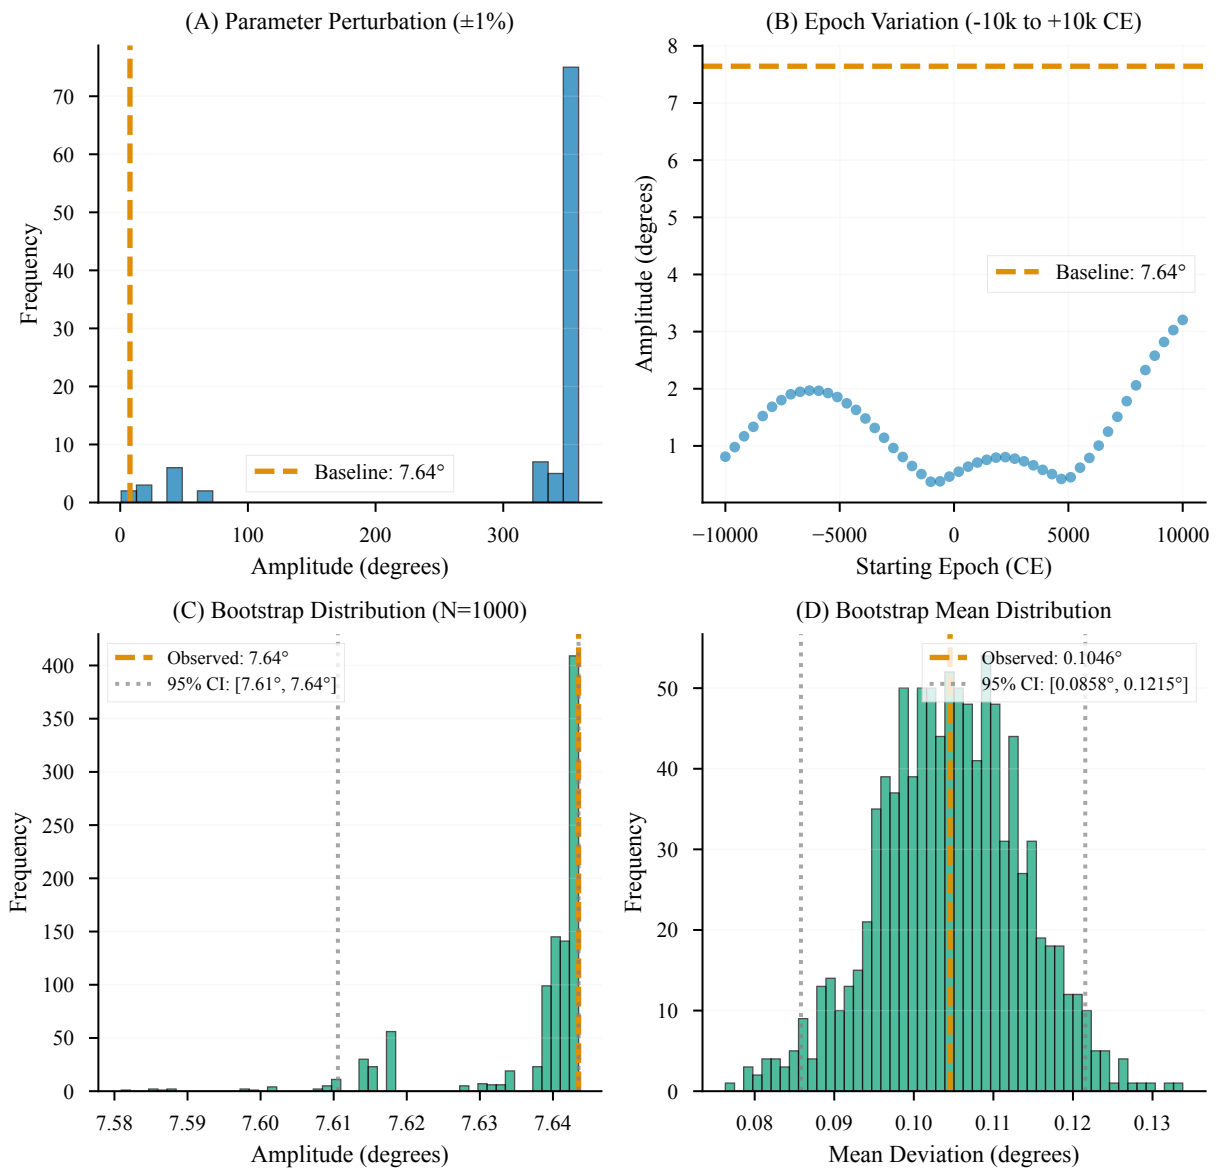 (A) Parameter Perturbation (±1%)
70
60
50
40
30
20
10
0
Frequency
Baseline: 7.64°
0 100 200 300
Amplitude (degrees)
(B) Epoch Variation (-10k to +10k CE)
8
7
6
5
4
3
2
1
Amplitude (degrees)
Baseline: 7.64°
−10000 −5000 0 5000 10000
Starting Epoch (CE)
(C) Bootstrap Distribution (N=1000)
400
350
300
250
200
150
100
50
0
Frequency
Observed: 7.64°
95% CI: [7.61°, 7.64°]
7.58 7.59 7.60 7.61 7.62 7.63 7.64
Amplitude (degrees)
(D) Bootstrap Mean Distribution
50
40
30
20
10
0
Frequency
Observed: 0.1046°
95% CI: [0.0858°, 0.1215°]
0.08 0.09 0.10 0.11 0.12 0.13
Mean Deviation (degrees)